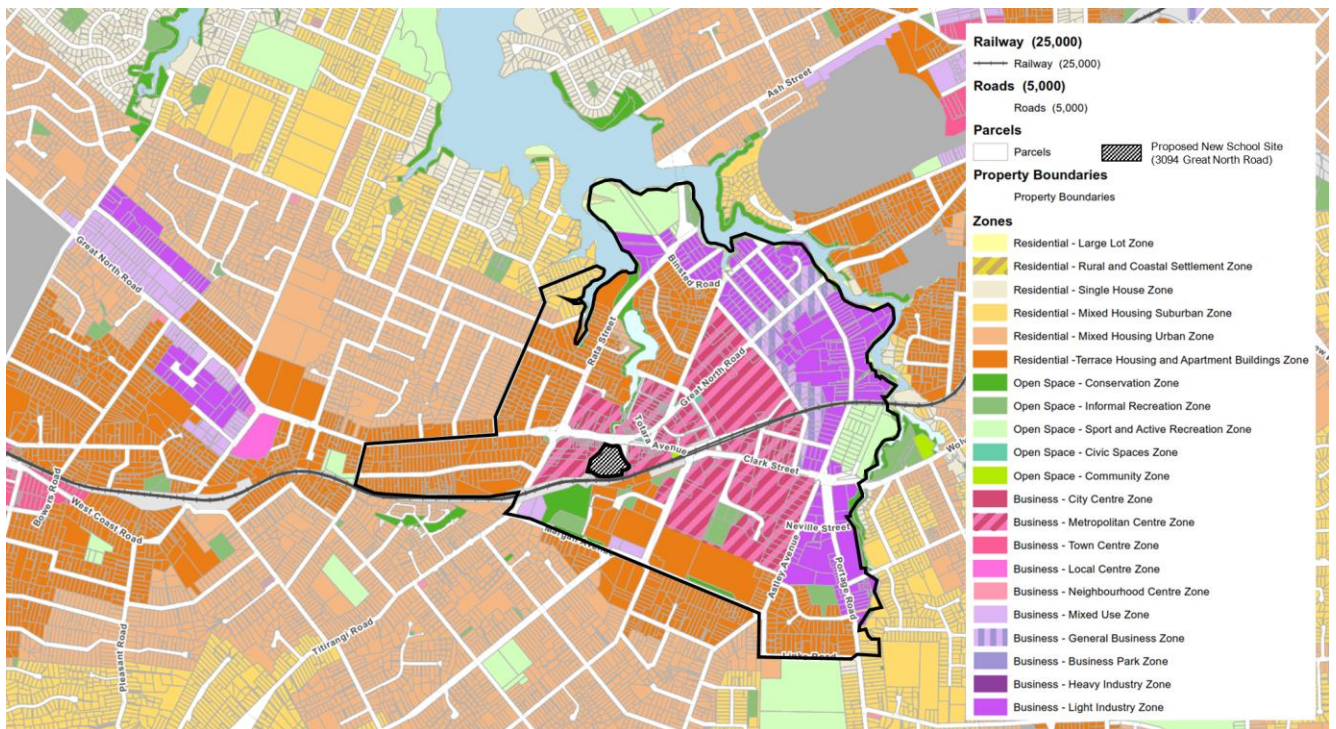 Ash Street
Great North Road
Binsted Road
Rata Street
Great North Road
Totara Avenue
Clark Street
Bowers Road
West Coast Road
Neville Street
Astley Avenue
Portage Road
Titirangi Road
Pleasant Road
Railway (25,000)
Railway (25,000)
Roads (5,000)
Roads (5,000)
Parcels
Parcels
Proposed New School Site
(3094 Great North Road)
Property Boundaries
Property Boundaries
Zones
Residential - Large Lot Zone
Residential - Rural and Coastal Settlement Zone
Residential - Single House Zone
Residential - Mixed Housing Suburban Zone
Residential - Mixed Housing Urban Zone
Residential -Terrace Housing and Apartment Buildings Zone
Open Space - Conservation Zone
Open Space - Informal Recreation Zone
Open Space - Sport and Active Recreation Zone
Open Space - Civic Spaces Zone
Open Space - Community Zone
Business - City Centre Zone
Business - Metropolitan Centre Zone
Business - Town Centre Zone
Business - Local Centre Zone
Business - Neighbourhood Centre Zone
Business - Mixed Use Zone
Business - General Business Zone
Business - Business Park Zone
Business - Heavy Industry Zone
Business - Light Industry Zone